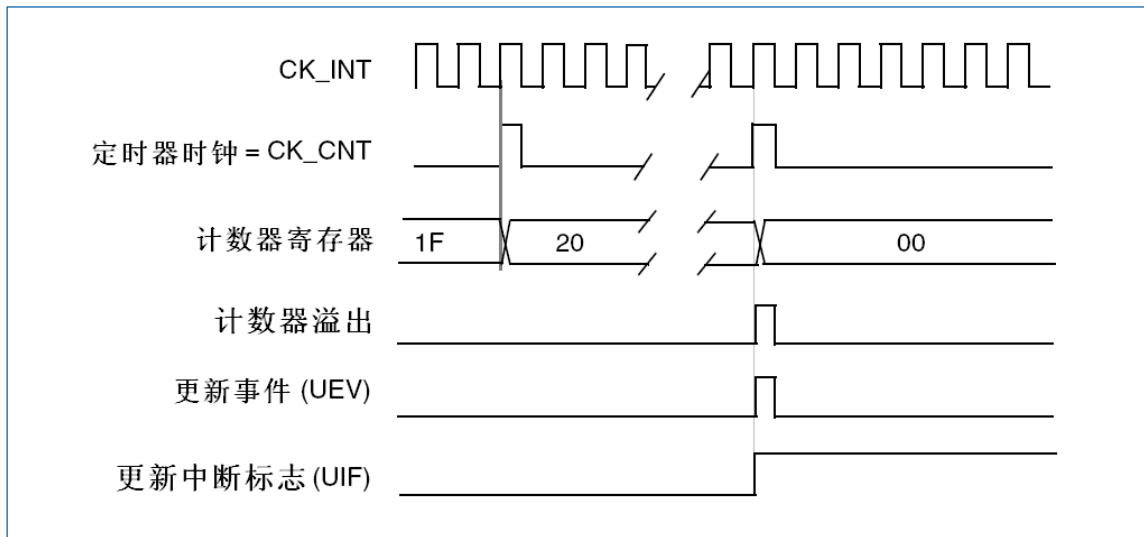 CK_INT
定时器时钟 = CK_CNT
计数器寄存器 1F 20 00
计数器溢出
更新事件 (UEV)
更新中断标志 (UIF)